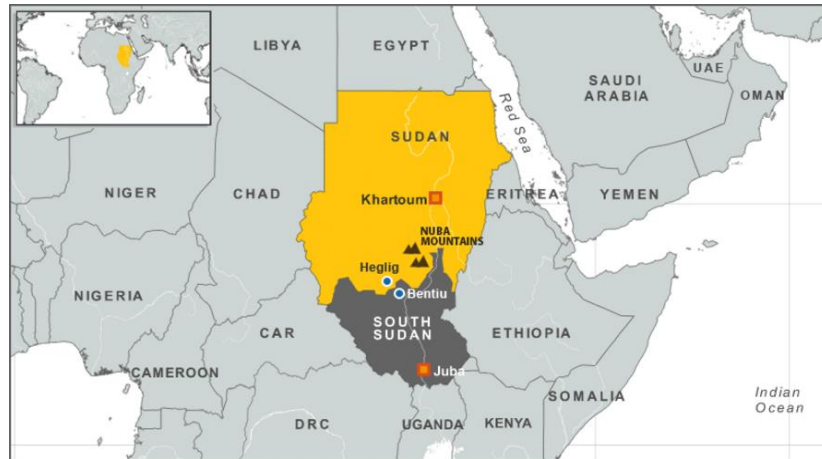 LIBYA
EGYPT
SAUDI
ARABIA
UAE
OMAN
Red Sea
SUDAN
NIGER
CHAD
Khartoum
ERITREA
YEMEN
NUBA
MOUNTAINS
Heglig
Bentiu
NIGERIA
SOUTH
SUDAN
CAR
ETHIOPIA
CAMEROON
Juba
SOMALIA
Indian
Ocean
DRC
UGANDA
KENYA